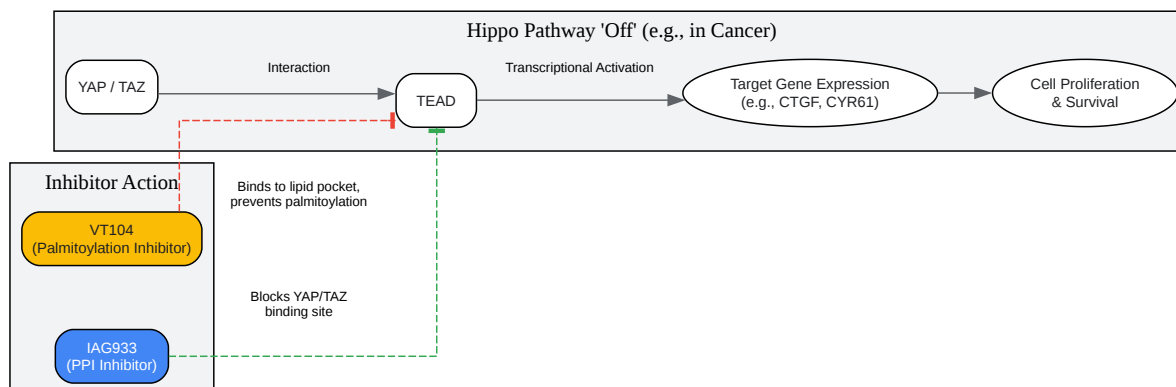 Hippo Pathway 'Off' (e.g., in Cancer)
YAP / TAZ
Interaction
TEAD
Transcriptional Activation
Target Gene Expression
(e.g., CTGF, CYR61)
Cell Proliferation
& Survival
Inhibitor Action
Binds to lipid pocket,
prevents palmitoylation
VT104
(Palmitoylation Inhibitor)
Blocks YAP/TAZ
binding site
IAG933
(PPI Inhibitor)